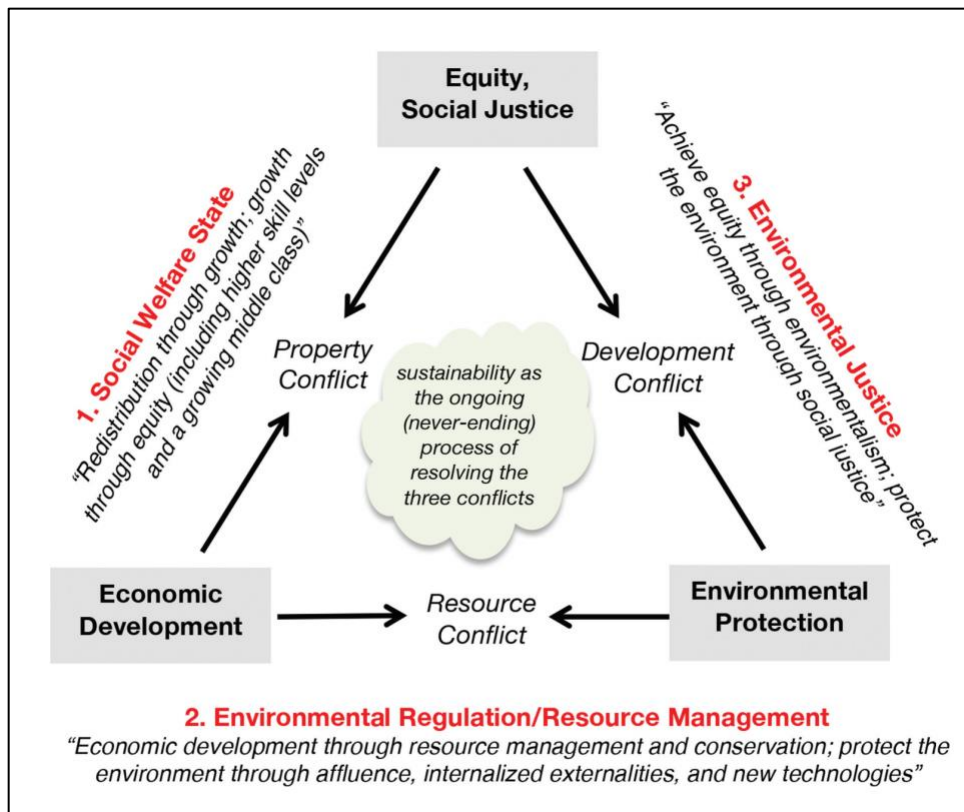 Equity,
Social Justice
1. Social Welfare State
“Redistribution through growth; growth
through equity (including higher skill levels
and a growing middle class)”
3. Environmental Justice
“Achieve equity through environmentalism; protect
the environment through social justice”
Property
Conflict
Development
Conflict
sustainability as
the ongoing
(never-ending)
process of
resolving the
three conflicts
Economic
Development
Resource
Conflict
Environmental
Protection
2. Environmental Regulation/Resource Management
“Economic development through resource management and conservation; protect the
environment through affluence, internalized externalities, and new technologies”